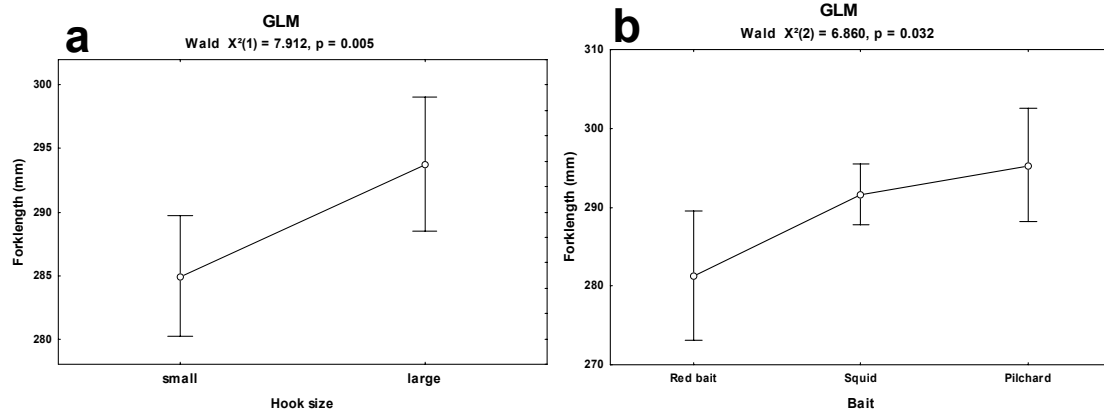 a
GLM
Wald X²(1) = 7.912, p = 0.005
300
295
290
285
280
Forklength (mm)
small
large
Hook size
b
GLM
Wald X²(2) = 6.860, p = 0.032
310
300
290
280
270
Forklength (mm)
Red bait
Squid
Pilchard
Bait